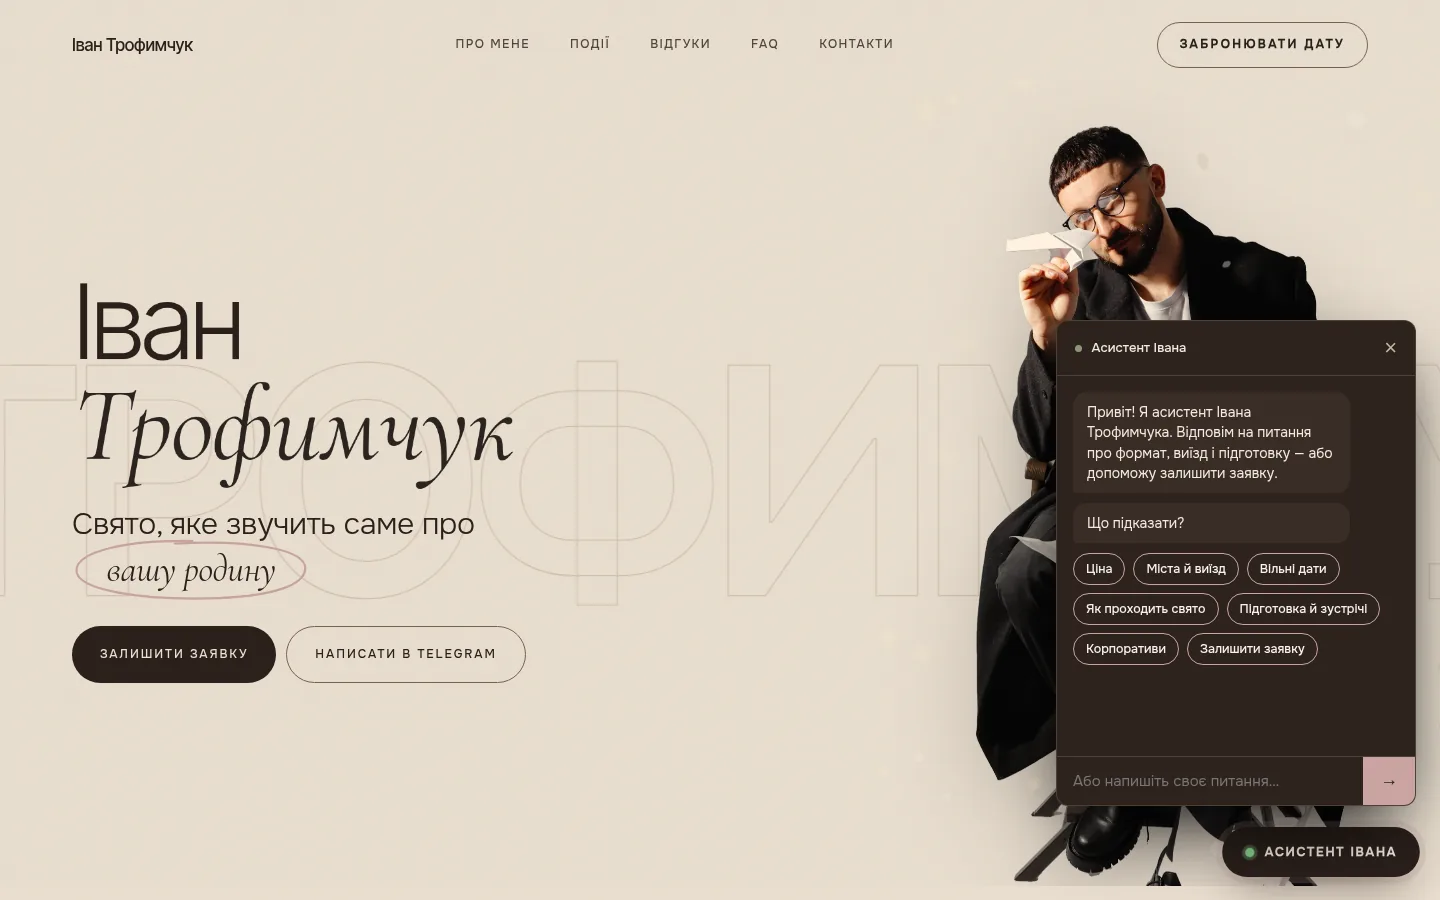 Іван Трофимчук
ПРО МЕНЕ
ПОДІЇ
ВІДГУКИ
FAQ
КОНТАКТИ
ЗАБРОНЮВАТИ ДАТУ
Іван
Трофимчук
Свято, яке звучить саме про
вашу родину
ЗАЛИШИТИ ЗАЯВКУ
НАПИСАТИ В TELEGRAM
ТРОФИМ
Асистент Івана
×
Привіт! Я асистент Івана
Трофимчука. Відповім на питання
про формат, виїзд і підготовку — або
допоможу залишити заявку.
Що підказати?
Ціна
Міста й виїзд
Вільні дати
Як проходить свято
Підготовка й зустрічі
Корпоративи
Залишити заявку
Або напишіть своє питання...
→
АСИСТЕНТ ІВАНА